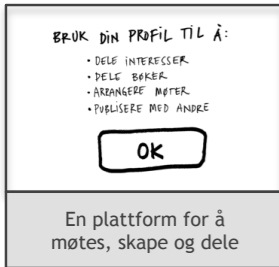 BRUK DIN PROFIL TIL Å:
• DELE INTERESSER
• DELE BØKER
• ARRANGERE MØTER
• PUBLISERE MED ANDRE
OK
En plattform for å
møtes, skape og dele